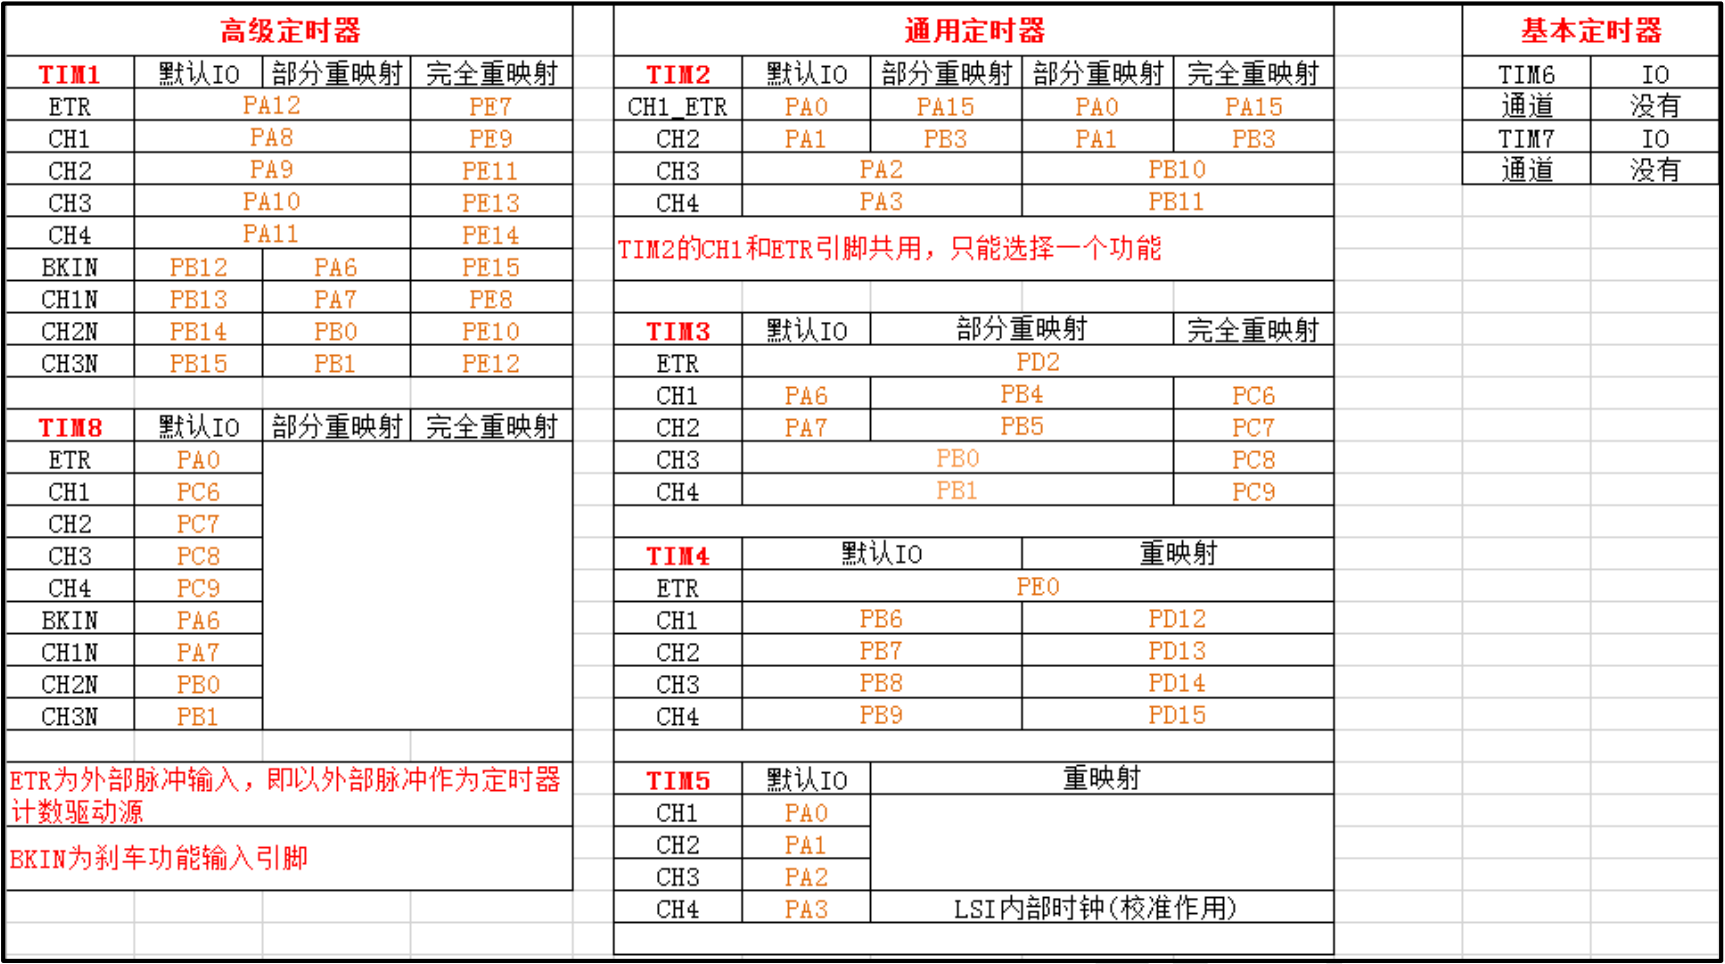 高级定时器
TIM1 默认IO 部分重映射 完全重映射
ETR PA12 PE7
CH1 PA8 PE9
CH2 PA9 PE11
CH3 PA10 PE13
CH4 PA11 PE14
BKIN PB12 PA6 PE15
CH1N PB13 PA7 PE8
CH2N PB14 PB0 PE10
CH3N PB15 PB1 PE12
TIM8 默认IO 部分重映射 完全重映射
ETR PA0
CH1 PC6
CH2 PC7
CH3 PC8
CH4 PC9
BKIN PA6
CH1N PA7
CH2N PB0
CH3N PB1
ETR为外部脉冲输入，即以外部脉冲作为定时器
计数驱动源
BKIN为刹车功能输入引脚
通用定时器
TIM2 默认IO 部分重映射 部分重映射 完全重映射
CH1_ETR PA0 PA15 PA0 PA15
CH2 PA1 PB3 PA1 PB3
CH3 PA2 PB10
CH4 PA3 PB11
TIM2的CH1和ETR引脚共用，只能选择一个功能
TIM3 默认IO 部分重映射 完全重映射
ETR PD2
CH1 PA6 PB4 PC6
CH2 PA7 PB5 PC7
CH3 PB0 PC8
CH4 PB1 PC9
TIM4 默认IO 重映射
ETR PE0
CH1 PB6 PD12
CH2 PB7 PD13
CH3 PB8 PD14
CH4 PB9 PD15
TIM5 默认IO 重映射
CH1 PA0
CH2 PA1
CH3 PA2
CH4 PA3 LSI内部时钟(校准作用)
基本定时器
TIM6 IO
通道 没有
TIM7 IO
通道 没有